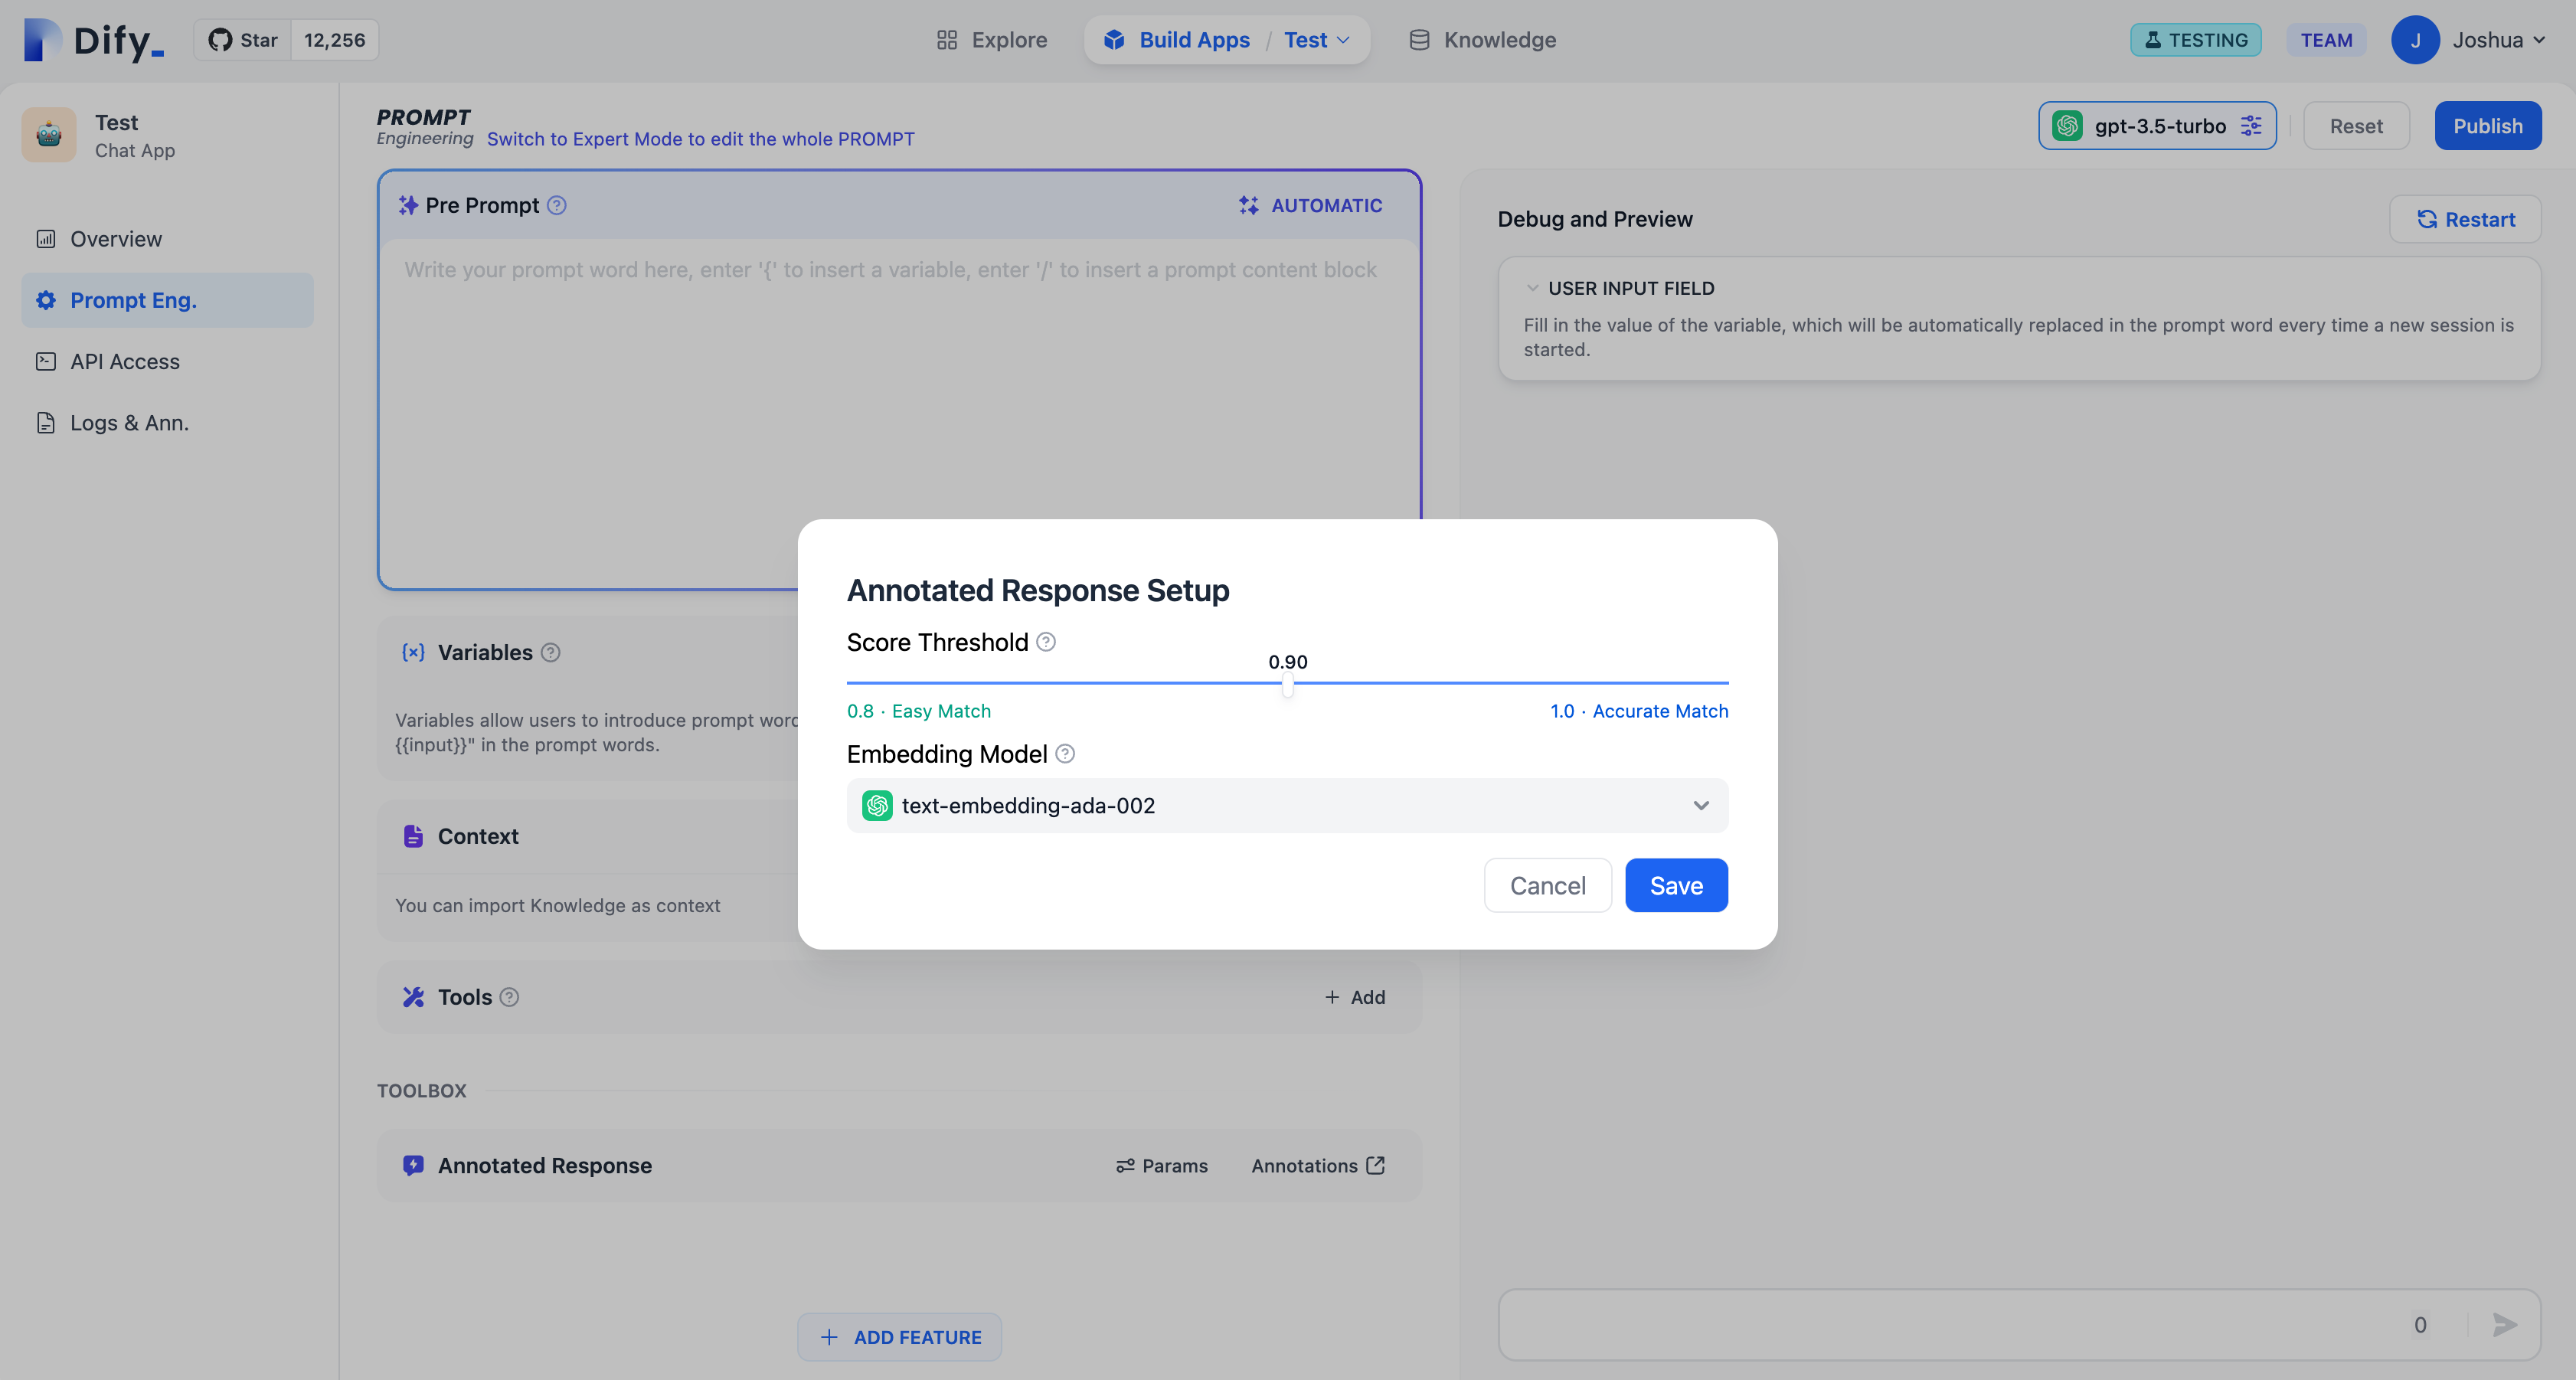 Dify_
Star 12,256
Explore
Build Apps / Test
Knowledge
TESTING
TEAM
J Joshua
Test
Chat App
Overview
Prompt Eng.
API Access
Logs & Ann.
PROMPT
Engineering Switch to Expert Mode to edit the whole PROMPT
gpt-3.5-turbo
Reset
Publish
Pre Prompt
AUTOMATIC
Write your prompt word here, enter '{' to insert a variable, enter '/' to insert a prompt content block
Debug and Preview
Restart
USER INPUT FIELD
Fill in the value of the variable, which will be automatically replaced in the prompt word every time a new session is
started.
Annotated Response Setup
Score Threshold
0.90
0.8 · Easy Match
1.0 · Accurate Match
Embedding Model
text-embedding-ada-002
Cancel
Save
Variables
Variables allow users to introduce prompt
{{input}}" in the prompt words.
Context
You can import Knowledge as context
Tools
+ Add
TOOLBOX
Annotated Response
Params
Annotations
+ ADD FEATURE
0